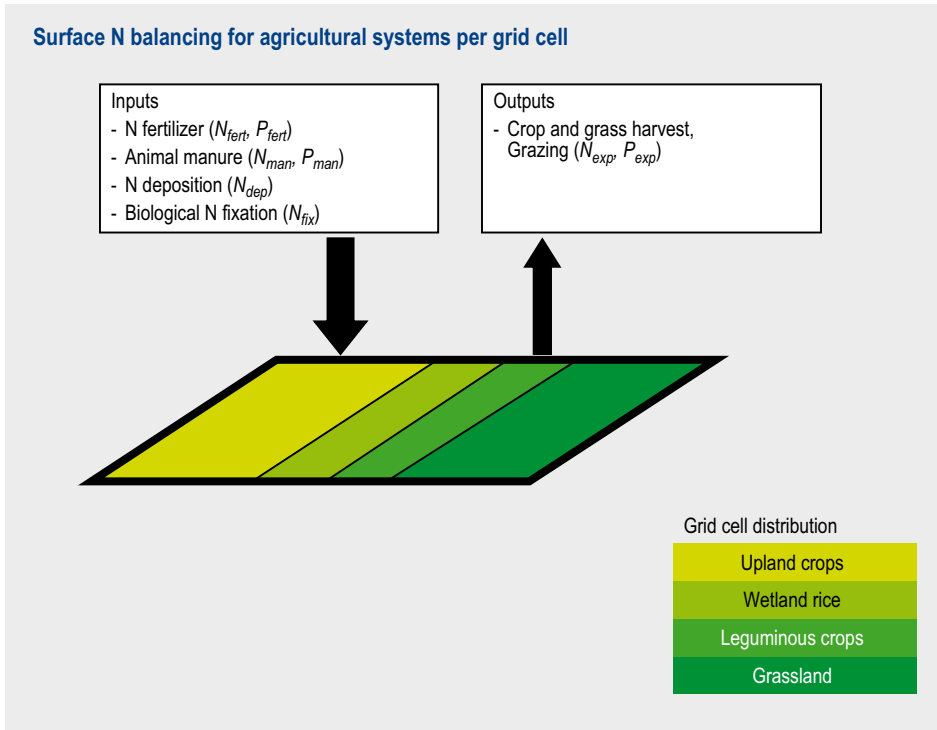 Surface N balancing for agricultural systems per grid cell
Inputs
- N fertilizer (Nfert, Pfert)
- Animal manure (Nman, Pman)
- N deposition (Ndep)
- Biological N fixation (Nfix)
Outputs
- Crop and grass harvest,
Grazing (Nexp, Pexp)
Grid cell distribution
Upland crops
Wetland rice
Leguminous crops
Grassland